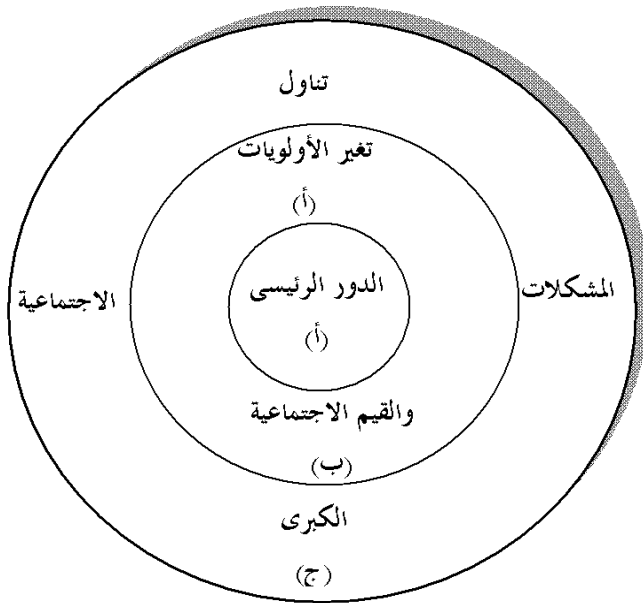 تناول
تغير الأولويات
(أ)
الدور الرئيسى
(أ)
المشكلات
الاجتماعية
والقيم الاجتماعية
(ب)
الكبرى
(ج)